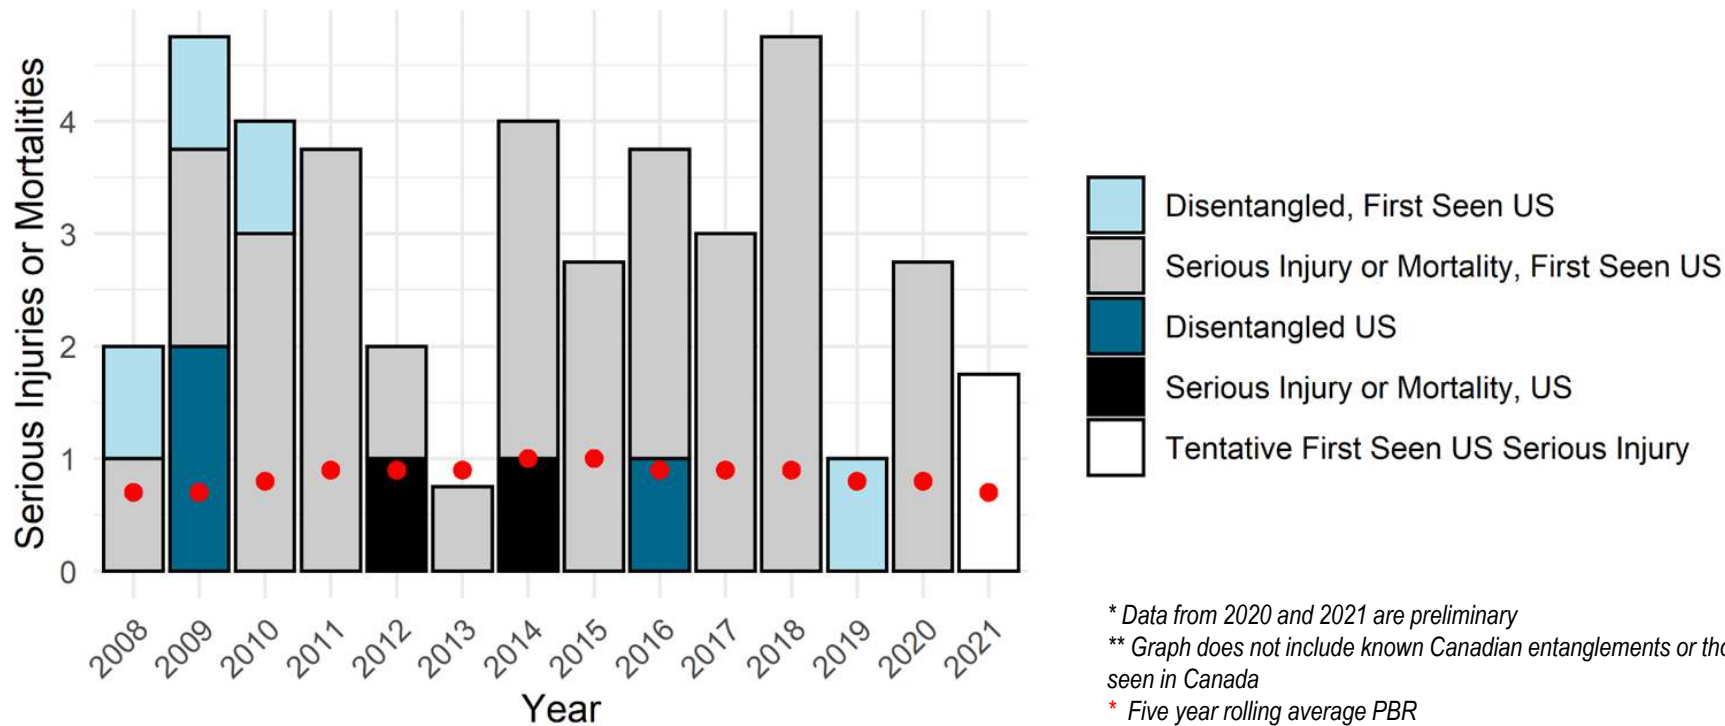 Serious Injuries or Mortalities
4
3
2
1
0
2008
2009
2010
2011
2012
2013
2014
2015
2016
2017
2018
2019
2020
2021
Year
Disentangled, First Seen US
Serious Injury or Mortality, First Seen US
Disentangled US
Serious Injury or Mortality, US
Tentative First Seen US Serious Injury
* Data from 2020 and 2021 are preliminary
** Graph does not include known Canadian entanglements or
seen in Canada
* Five year rolling average PBR